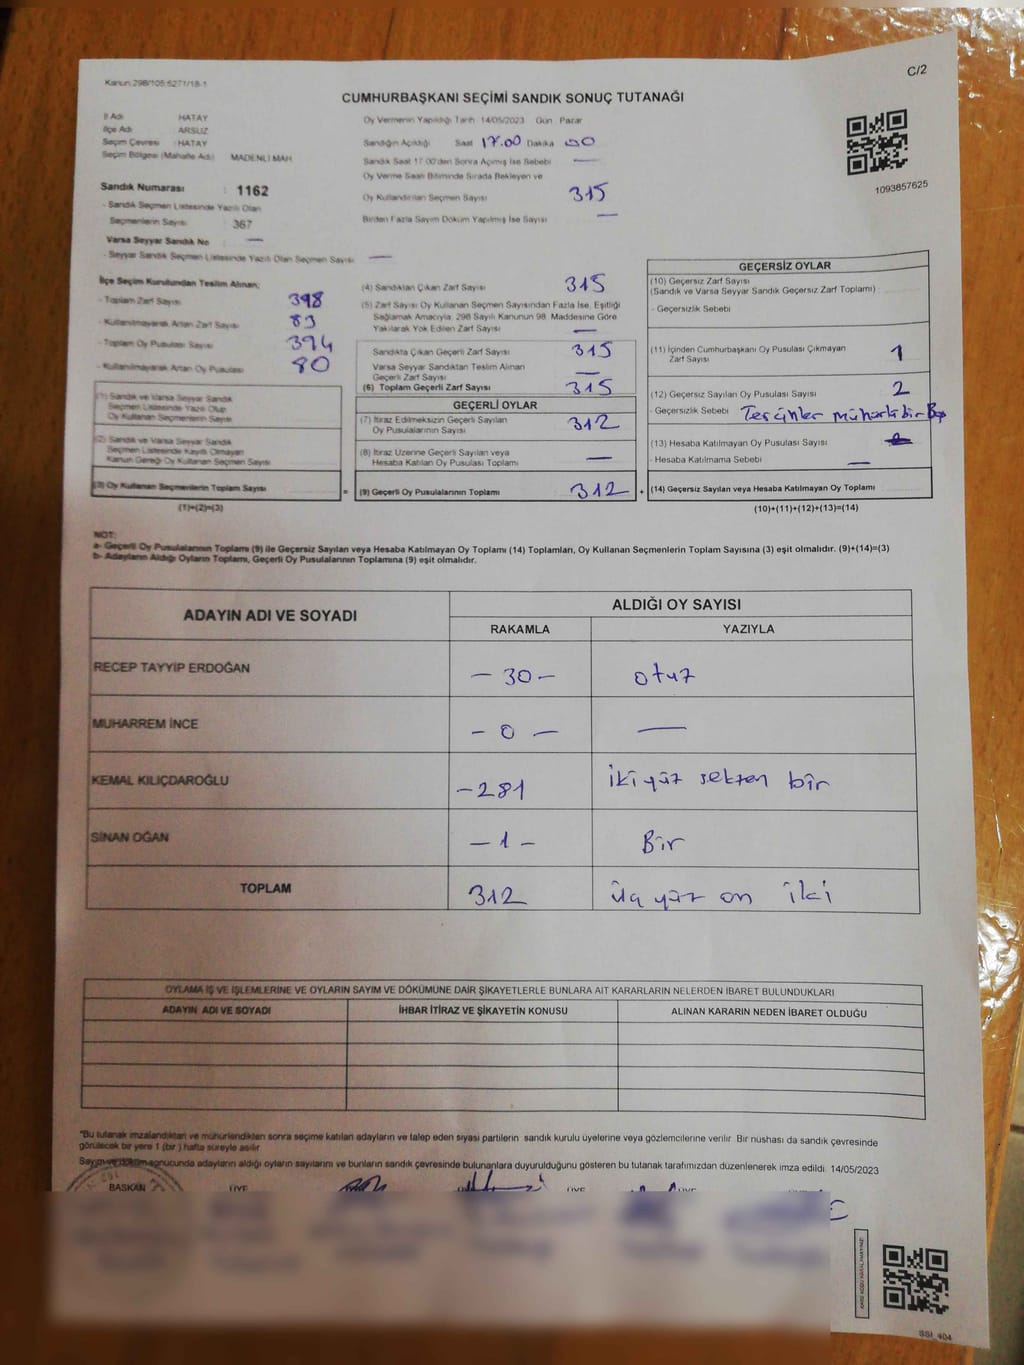 Kanun:298/105;6271/18-1
C/2
CUMHURBAŞKANI SEÇİMİ SANDIK SONUÇ TUTANAĞI
İl Adı : HATAY
İlçe Adı : ARSUZ
Seçim Çevresi : HATAY
Seçim Bölgesi (Mahalle Adı) : MADENLİ MAH.
Sandık Numarası : 1162
- Sandık Seçmen Listesinde Yazılı Olan
Seçmenlerin Sayısı : 367
Varsa Seyyar Sandık No : —
- Seyyar Sandık Seçmen Listesinde Yazılı Olan Seçmen Sayısı : —
Oy Vermenin Yapıldığı Tarih 14/05/2023 Gün : Pazar
Sandığın Açıldığı Saat 17.00 Dakika 00
Sandık Saat 17:00'den Sonra Açılmış İse Sebebi —
Oy Verme Saati Bitiminde Sırada Bekleyen ve
Oy Kullandırılan Seçmen Sayısı 315
Birden Fazla Sayım Döküm Yapılmış İse Sayısı —
1093857625
İlçe Seçim Kurulundan Teslim Alınan;
- Toplam Zarf Sayısı : 398
- Kullanılmayarak Artan Zarf Sayısı : 83
- Toplam Oy Pusulası Sayısı : 394
- Kullanılmayarak Artan Oy Pusulası : 80
(1) Sandık ve Varsa Seyyar Sandık
Seçmen Listesinde Yazılı Olup
Oy Kullanan Seçmenlerin Sayısı
(2) Sandık ve Varsa Seyyar Sandık
Seçmen Listesinde Kayıtlı Olmayan
Kanun Gereği Oy Kullanan Seçmen Sayısı
(3) Oy Kullanan Seçmenlerin Toplam Sayısı
(1)+(2)=(3)
(4) Sandıktan Çıkan Zarf Sayısı 315
(5) Zarf Sayısı Oy Kullanan Seçmen Sayısından Fazla İse, Eşitliği
Sağlamak Amacıyla, 298 Sayılı Kanunun 98. Maddesine Göre
Yakılarak Yok Edilen Zarf Sayısı —
Sandıkta Çıkan Geçerli Zarf Sayısı 315
Varsa Seyyar Sandıktan Teslim Alınan
Geçerli Zarf Sayısı —
(6) Toplam Geçerli Zarf Sayısı 315
GEÇERLİ OYLAR
(7) İtiraz Edilmeksizin Geçerli Sayılan
Oy Pusulalarının Sayısı 312
(8) İtiraz Üzerine Geçerli Sayılan veya
Hesaba Katılan Oy Pusulası Toplamı —
= (9) Geçerli Oy Pusulalarının Toplamı 312 +
GEÇERSİZ OYLAR
(10) Geçersiz Zarf Sayısı
(Sandık ve Varsa Seyyar Sandık Geçersiz Zarf Toplamı) :
- Geçersizlik Sebebi
(11) İçinden Cumhurbaşkanı Oy Pusulası Çıkmayan
Zarf Sayısı 1
(12) Geçersiz Sayılan Oy Pusulası Sayısı 2
- Geçersizlik Sebebi
(13) Hesaba Katılmayan Oy Pusulası Sayısı
- Hesaba Katılmama Sebebi —
(14) Geçersiz Sayılan veya Hesaba Katılmayan Oy Toplamı
(10)+(11)+(12)+(13)=(14)
NOT:
a- Geçerli Oy Pusulalarının Toplamı (9) ile Geçersiz Sayılan veya Hesaba Katılmayan Oy Toplamı (14) Toplamları, Oy Kullanan Seçmenlerin Toplam Sayısına (3) eşit olmalıdır. (9)+(14)=(3)
b- Adayların Aldığı Oyların Toplamı, Geçerli Oy Pusulalarının Toplamına (9) eşit olmalıdır.
ADAYIN ADI VE SOYADI ALDIĞI OY SAYISI
RAKAMLA YAZIYLA
RECEP TAYYİP ERDOĞAN — 30 — otuz
MUHARREM İNCE — 0 — —
KEMAL KILIÇDAROĞLU —281 İkiyüz seksen bir
SİNAN OĞAN — 1 — Bir
TOPLAM 312 üçyüz on iki
OYLAMA İŞ VE İŞLEMLERİNE VE OYLARIN SAYIM VE DÖKÜMÜNE DAİR ŞİKAYETLERLE BUNLARA AİT KARARLARIN NELERDEN İBARET BULUNDUKLARI
ADAYIN ADI VE SOYADI İHBAR İTİRAZ VE ŞİKAYETİN KONUSU ALINAN KARARIN NEDEN İBARET OLDUĞU
"Bu tutanak imzalandıktan ve mühürlendikten sonra seçime katılan adayların ve talep eden siyasi partilerin sandık kurulu üyelerine veya gözlemcilerine verilir. Bir nüshası da sandık çevresinde
görülecek bir yere 1 (bir) hafta süreyle asılır.
Sayım ve döküm sonucunda adayların aldığı oyların sayılarını ve bunların sandık çevresinde bulunanlara duyurulduğunu gösteren bu tutanak tarafımızdan düzenlenerek imza edildi. 14/05/2023
BAŞKAN ÜYE ÜYE ÜYE
SSİ_404